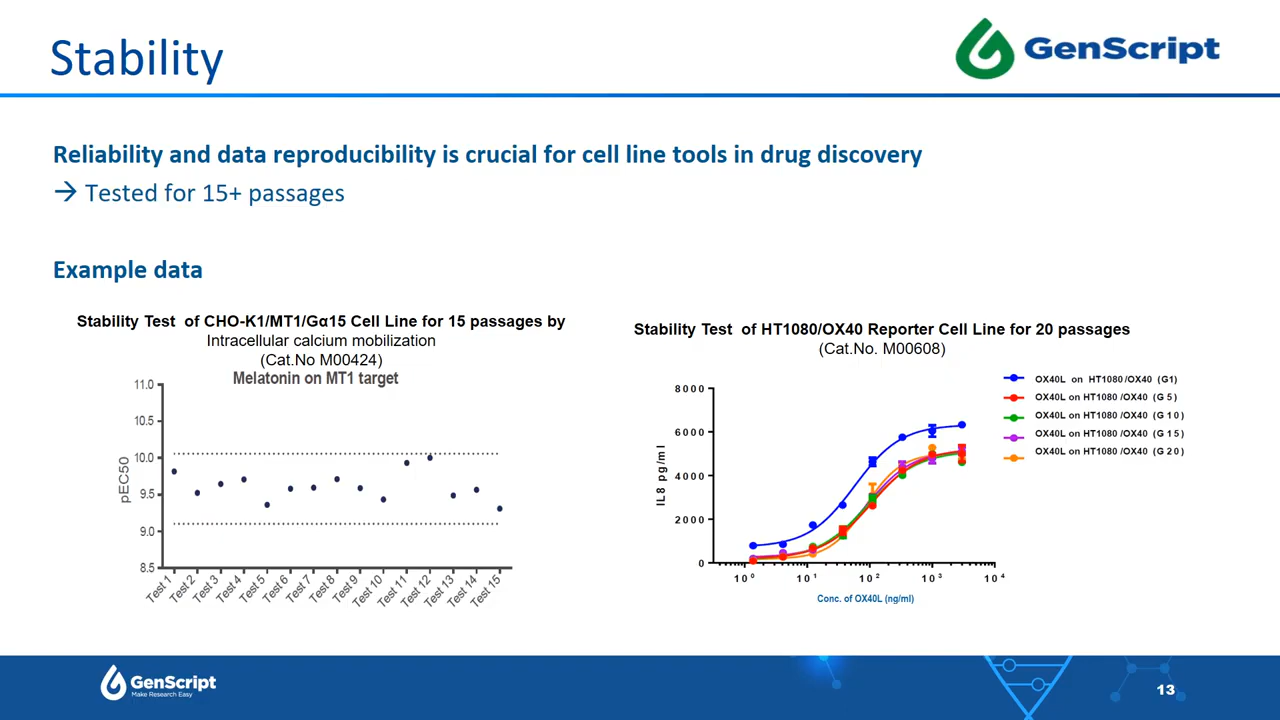 Stability
GenScript
Reliability and data reproducibility is crucial for cell line tools in drug discovery
→ Tested for 15+ passages
Example data
Stability Test of CHO-K1/MT1/Gα15 Cell Line for 15 passages by
Intracellular calcium mobilization
(Cat.No M00424)
Melatonin on MT1 target
pEC50
11.0
10.5
10.0
9.5
9.0
8.5
Test 1
Test 2
Test 3
Test 4
Test 5
Test 6
Test 7
Test 8
Test 9
Test 10
Test 11
Test 12
Test 13
Test 14
Test 15
Stability Test of HT1080/OX40 Reporter Cell Line for 20 passages
(Cat.No. M00608)
IL8 pg/ml
8000
6000
4000
2000
0
10⁰
10¹
10²
10³
10⁴
Conc. of OX40L (ng/ml)
OX40L on HT1080/OX40 (G1)
OX40L on HT1080/OX40 (G5)
OX40L on HT1080/OX40 (G10)
OX40L on HT1080/OX40 (G15)
OX40L on HT1080/OX40 (G20)
GenScript
Make Research Easy
13